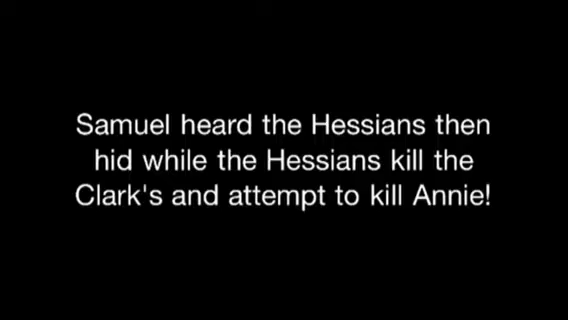 Samuel heard the Hessians then
hid while the Hessians kill the
Clark's and attempt to kill Annie!